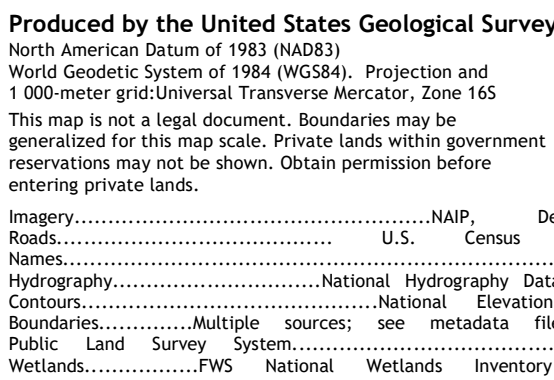 Produced by the United States Geological Survey
North American Datum of 1983 (NAD83)
World Geodetic System of 1984 (WGS84). Projection and
1 000-meter grid:Universal Transverse Mercator, Zone 16S
This map is not a legal document. Boundaries may be
generalized for this map scale. Private lands within government
reservations may not be shown. Obtain permission before
entering private lands.
Imagery.....................................................NAIP,
Roads......................................... U.S. Census
Names......................................................................
Hydrography...............................National Hydrography
Contours............................................National Elevation
Boundaries..............Multiple sources; see metadata
Public Land Survey System.......................................
Wetlands.................FWS National Wetlands Inventory